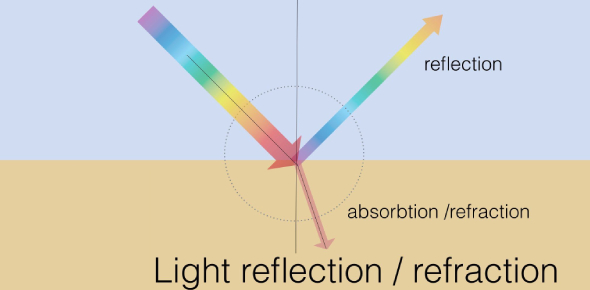 reflection
absorbtion /refraction
Light reflection / refraction